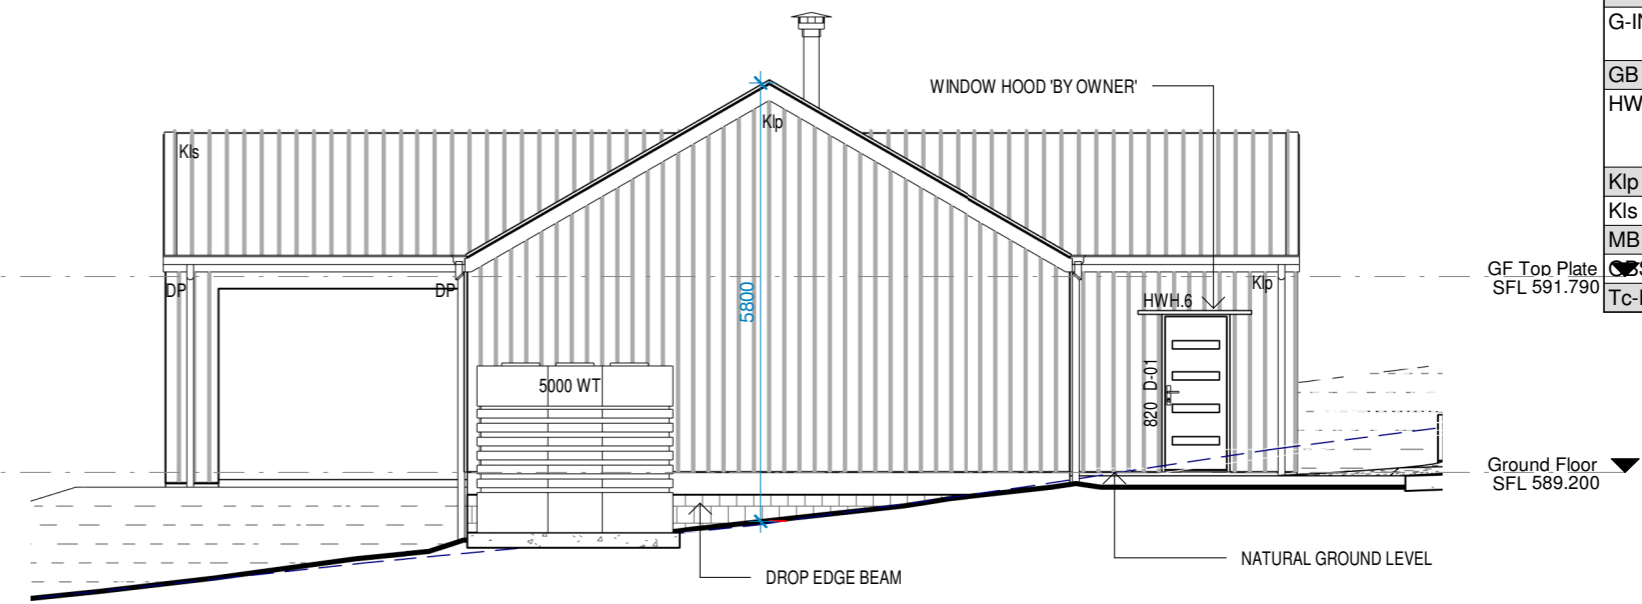 G-IN
GB
WINDOW HOOD 'BY OWNER'
HW
Klp
Kls
Klp
Kls
MB
GF Top Plate
SFL 591.790
DP
DP
Klp
Tc-
HWH.6
5800
5000 WT
820 D-01
Ground Floor
SFL 589.200
NATURAL GROUND LEVEL
DROP EDGE BEAM